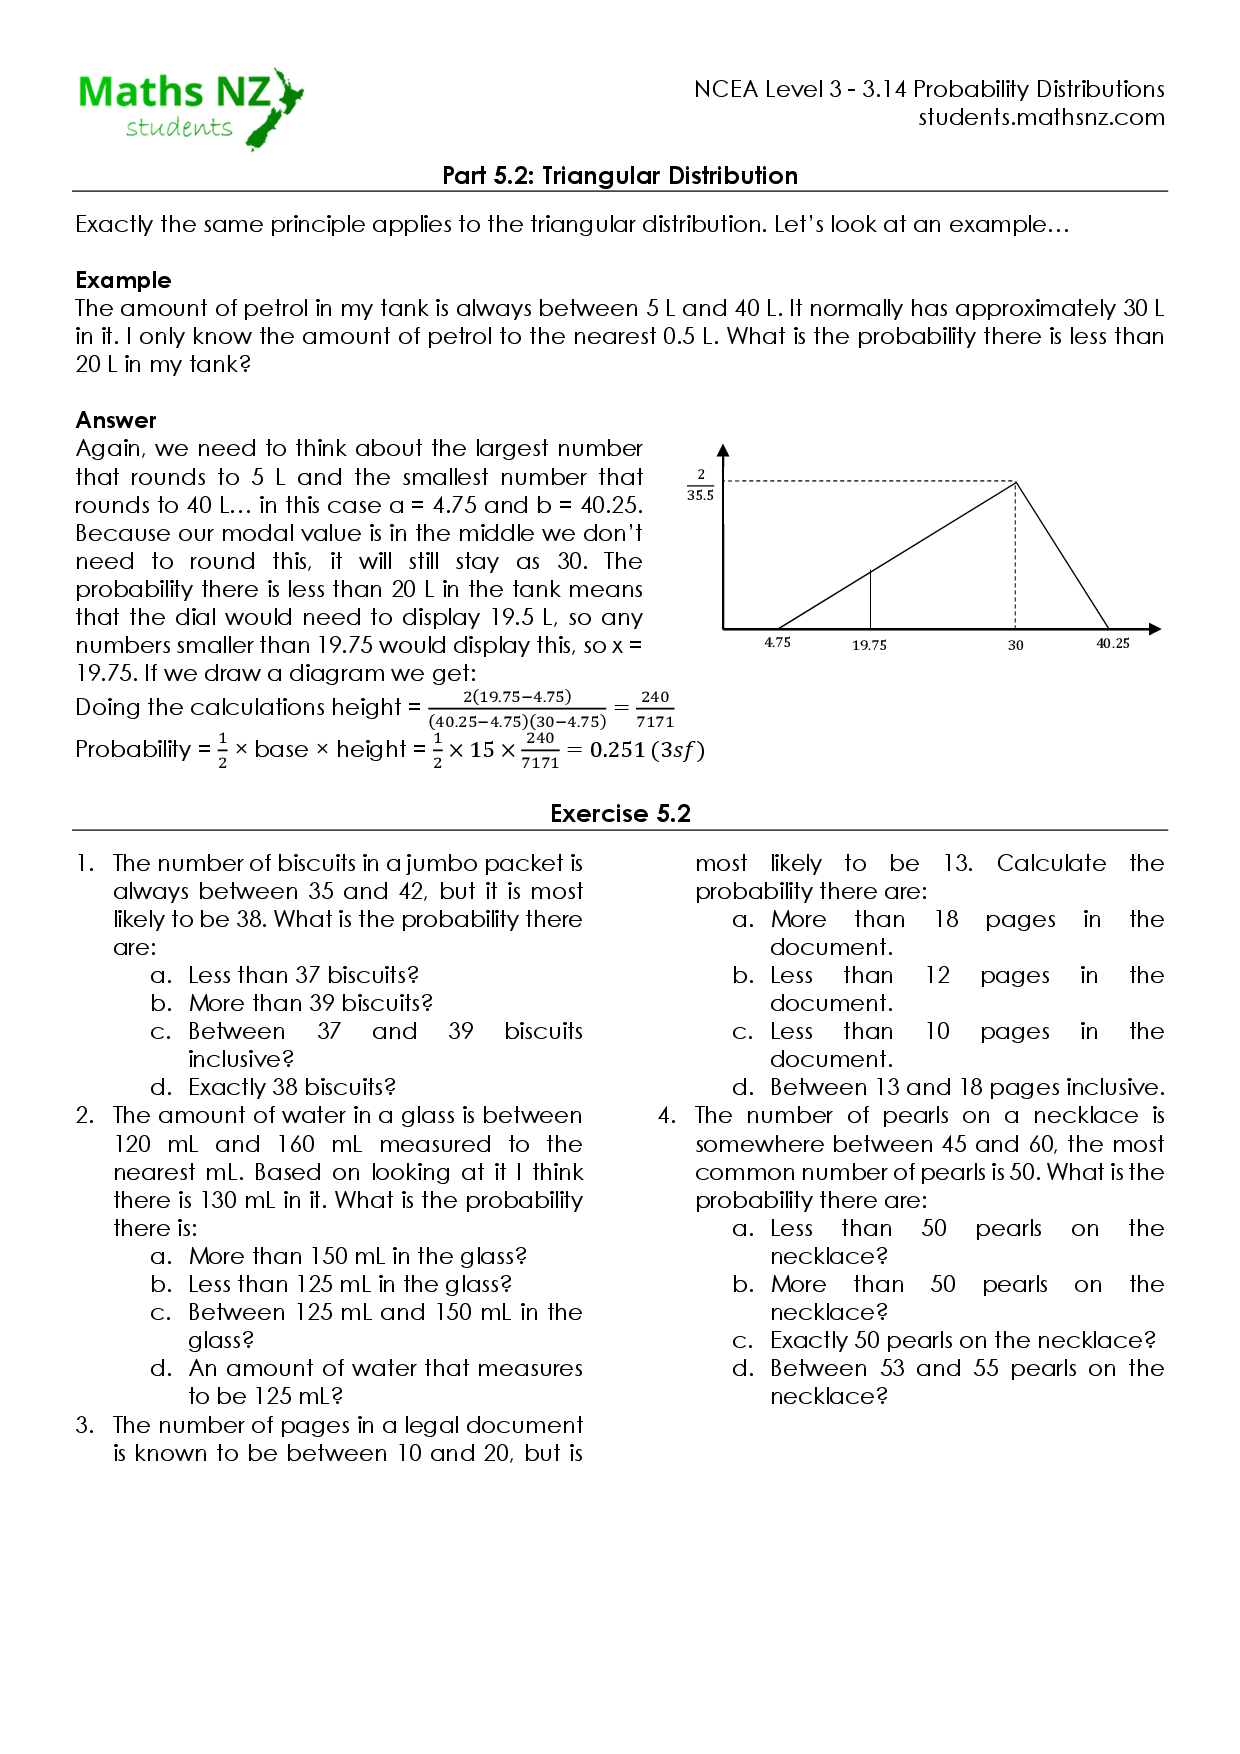 Maths NZ
students
NCEA Level 3 - 3.14 Probability Distributions
students.mathsnz.com
Part 5.2: Triangular Distribution
Exactly the same principle applies to the triangular distribution. Let’s look at an example…
Example
The amount of petrol in my tank is always between 5 L and 40 L. It normally has approximately 30 L
in it. I only know the amount of petrol to the nearest 0.5 L. What is the probability there is less than
20 L in my tank?
Answer
Again, we need to think about the largest number
that rounds to 5 L and the smallest number that
rounds to 40 L… in this case a = 4.75 and b = 40.25.
Because our modal value is in the middle we don’t
need to round this, it will still stay as 30. The
probability there is less than 20 L in the tank means
that the dial would need to display 19.5 L, so any
numbers smaller than 19.75 would display this, so x =
19.75. If we draw a diagram we get:
2/35.5
4.75 19.75 30 40.25
Doing the calculations height = 2(19.75−4.75)/(40.25−4.75)(30−4.75) = 240/7171
Probability = 1/2 × base × height = 1/2 × 15 × 240/7171 = 0.251 (3sf)
Exercise 5.2
1. The number of biscuits in a jumbo packet is
always between 35 and 42, but it is most
likely to be 38. What is the probability there
are:
a. Less than 37 biscuits?
b. More than 39 biscuits?
c. Between 37 and 39 biscuits
inclusive?
d. Exactly 38 biscuits?
2. The amount of water in a glass is between
120 mL and 160 mL measured to the
nearest mL. Based on looking at it I think
there is 130 mL in it. What is the probability
there is:
a. More than 150 mL in the glass?
b. Less than 125 mL in the glass?
c. Between 125 mL and 150 mL in the
glass?
d. An amount of water that measures
to be 125 mL?
3. The number of pages in a legal document
is known to be between 10 and 20, but is
most likely to be 13. Calculate the
probability there are:
a. More than 18 pages in the
document.
b. Less than 12 pages in the
document.
c. Less than 10 pages in the
document.
d. Between 13 and 18 pages inclusive.
4. The number of pearls on a necklace is
somewhere between 45 and 60, the most
common number of pearls is 50. What is the
probability there are:
a. Less than 50 pearls on the
necklace?
b. More than 50 pearls on the
necklace?
c. Exactly 50 pearls on the necklace?
d. Between 53 and 55 pearls on the
necklace?